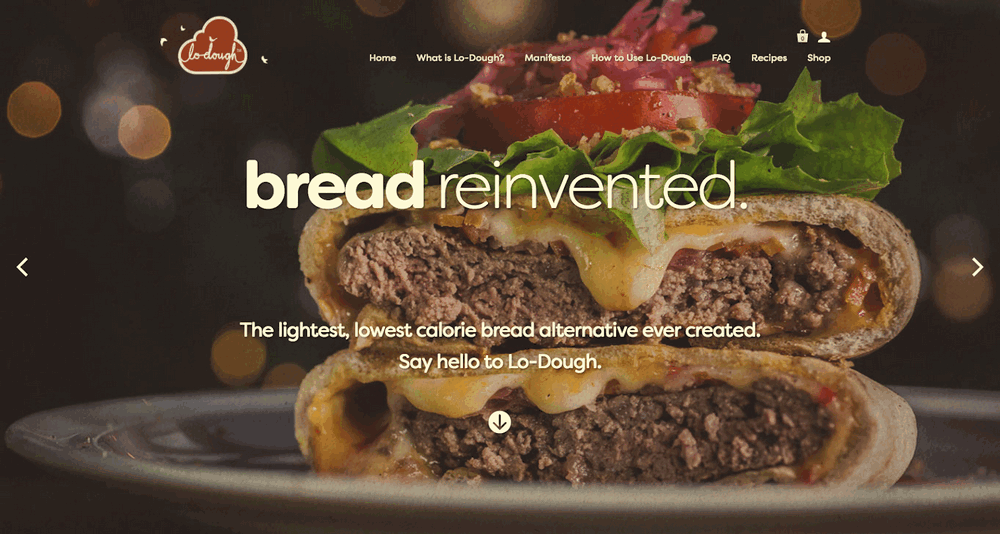 lo-dough
0
Home What is Lo-Dough? Manifesto How to Use Lo-Dough FAQ Recipes Shop
bread reinvented.
The lightest, lowest calorie bread alternative ever created.
Say hello to Lo-Dough.